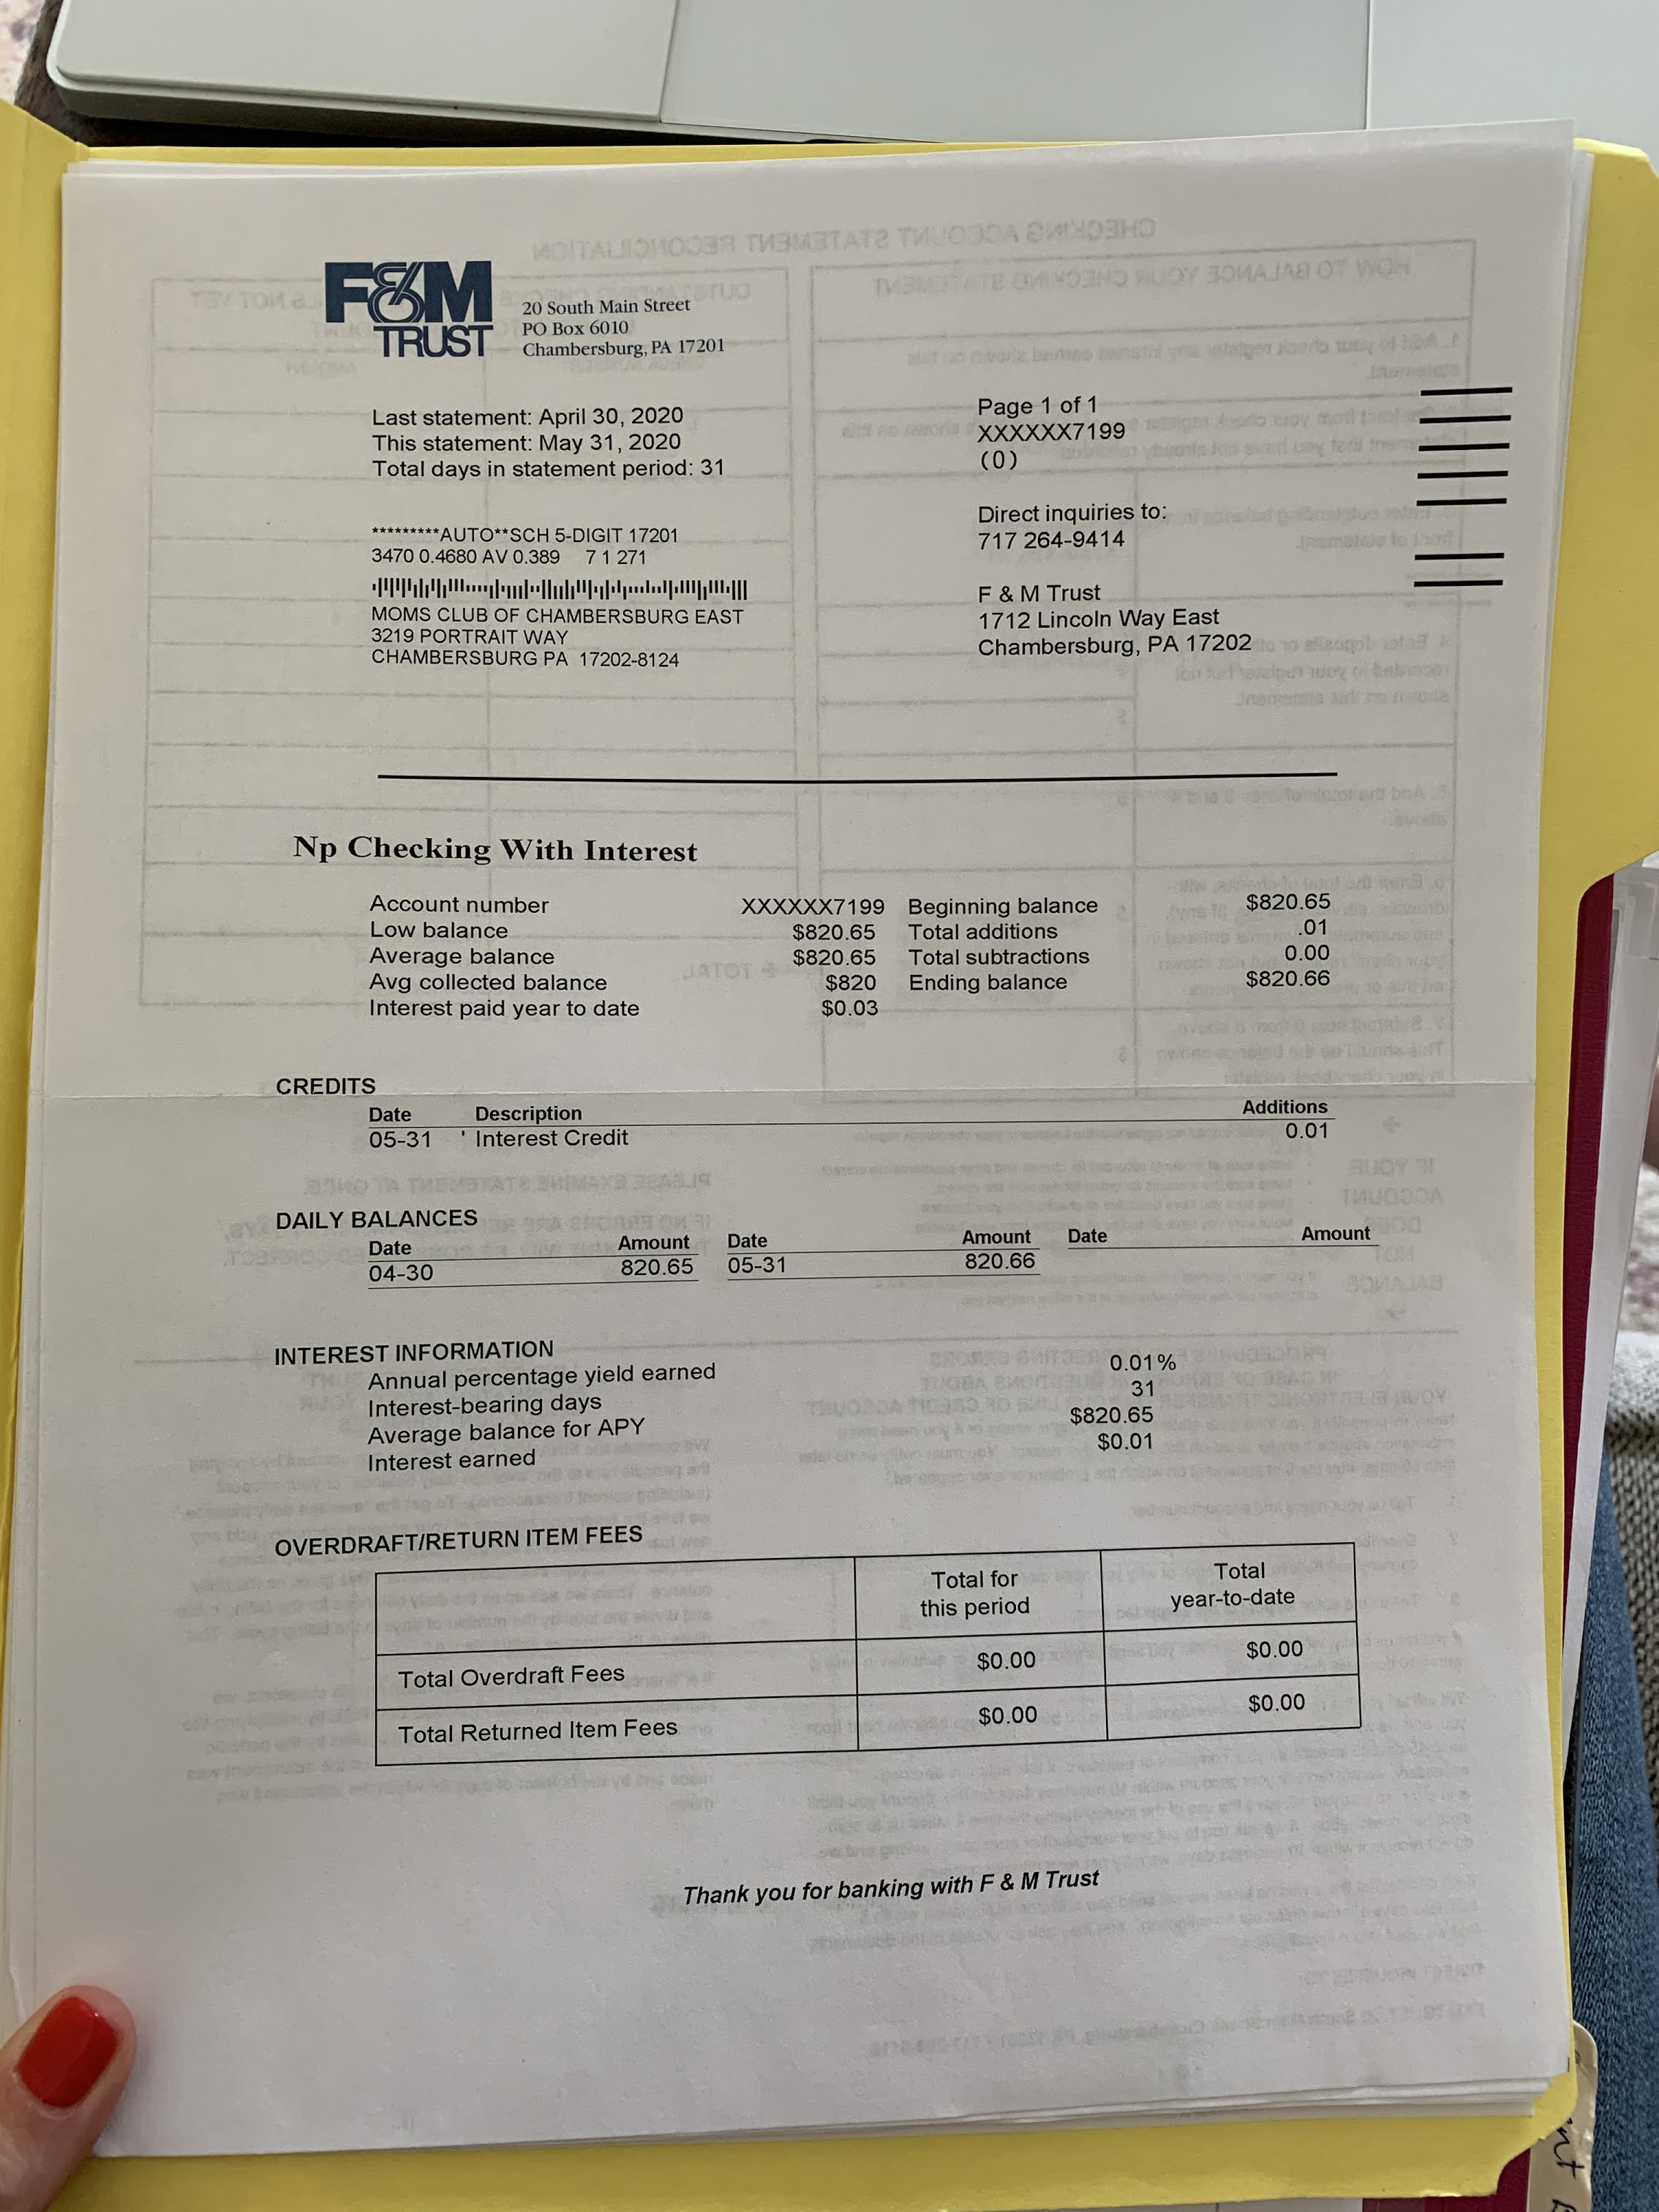 F&M
TRUST
20 South Main Street
PO Box 6010
Chambersburg, PA 17201
Last statement: April 30, 2020
This statement: May 31, 2020
Total days in statement period: 31
Page 1 of 1
XXXXXX7199
(0)
Direct inquiries to:
717 264-9414
F & M Trust
1712 Lincoln Way East
Chambersburg, PA 17202
*********AUTO**SCH 5-DIGIT 17201
3470 0.4680 AV 0.389 7 1 271
MOMS CLUB OF CHAMBERSBURG EAST
3219 PORTRAIT WAY
CHAMBERSBURG PA 17202-8124
Np Checking With Interest
Account number XXXXXX7199 Beginning balance $820.65
Low balance $820.65 Total additions .01
Average balance $820.65 Total subtractions 0.00
Avg collected balance $820 Ending balance $820.66
Interest paid year to date $0.03
CREDITS
Date Description Additions
05-31 ' Interest Credit 0.01
DAILY BALANCES
Date Amount Date Amount Date Amount
04-30 820.65 05-31 820.66
INTEREST INFORMATION
Annual percentage yield earned 0.01%
Interest-bearing days 31
Average balance for APY $820.65
Interest earned $0.01
OVERDRAFT/RETURN ITEM FEES
Total for this period Total year-to-date
Total Overdraft Fees $0.00 $0.00
Total Returned Item Fees $0.00 $0.00
Thank you for banking with F & M Trust